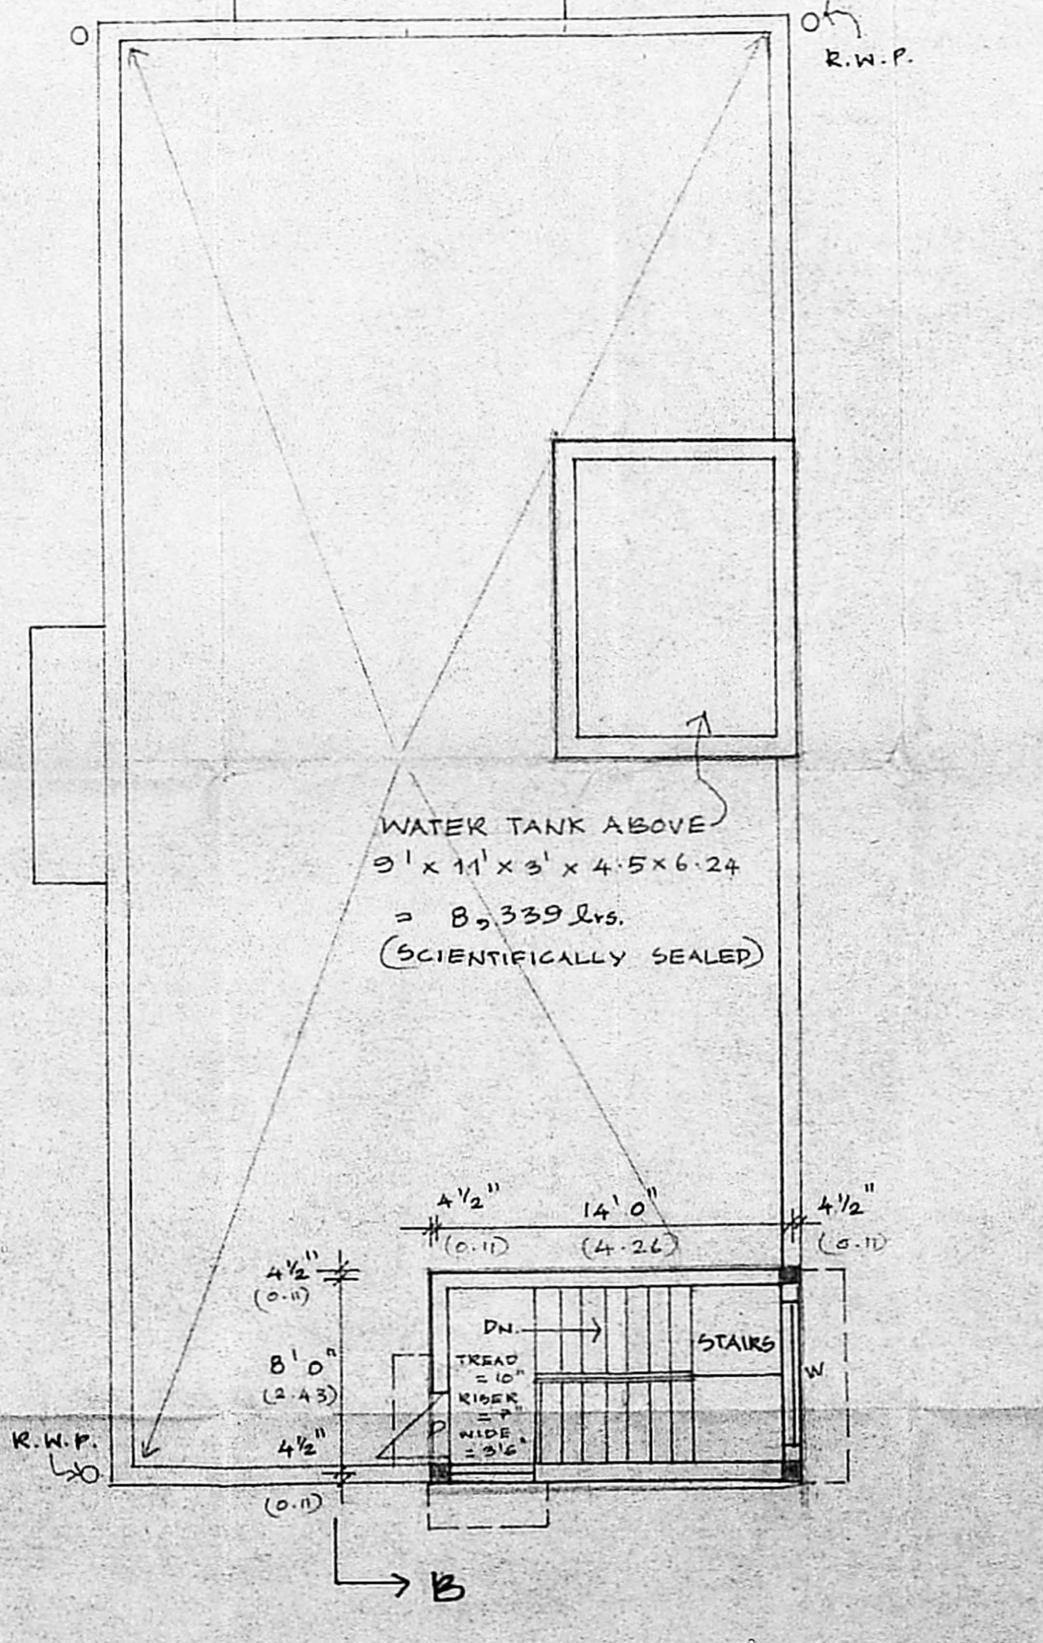 R.W.P.
WATER TANK ABOVE
9' x 11' x 3' x 4.5 x 6.24
= 8,339 lrs.
(SCIENTIFICALLY SEALED)
4½" 14' 0" 4½"
(0.11) (4.26) (0.11)
4½"
(0.11)
8' 0"
(2.43)
4½"
(0.11)
DN.
STAIRS
TREAD
= 10"
RISER
= 7"
WIDE
= 3'6"
D
W
R.W.P.
B